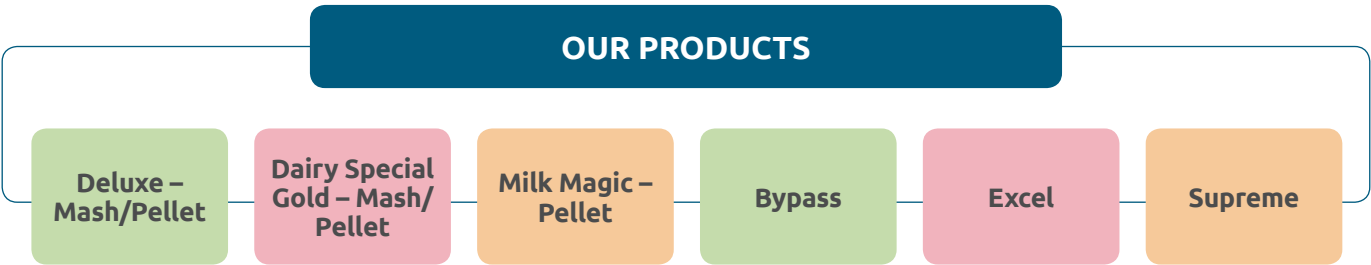 OUR PRODUCTS
Deluxe –
Mash/Pellet
Dairy Special
Gold – Mash/
Pellet
Milk Magic –
Pellet
Bypass
Excel
Supreme